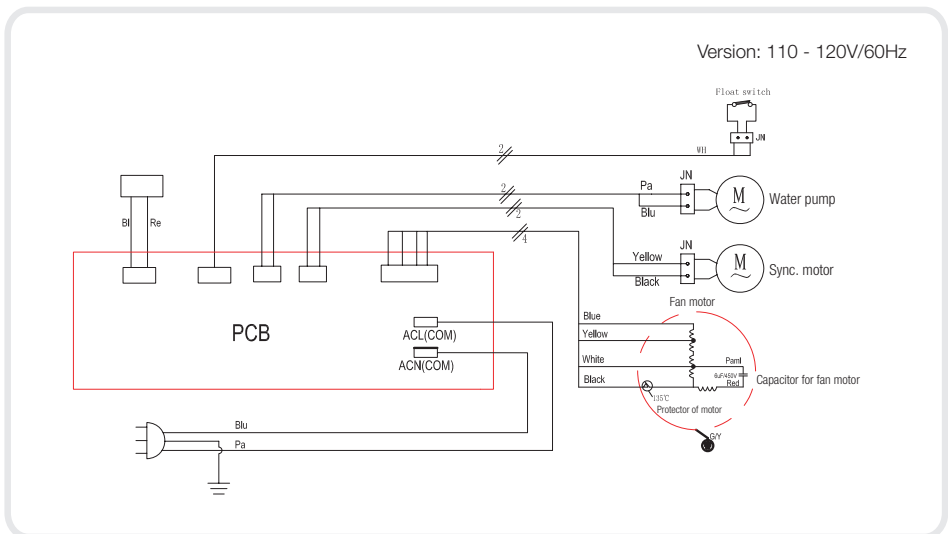 Version: 110 - 120V/60Hz
Float switch
JN
2
WH
2
Pa
JN
Blu
Water pump
2
4
Bl
Re
Yellow
JN
Black
Sync. motor
M
M
Fan motor
PCB
ACL(COM)
ACN(COM)
Blue
Yellow
White
Black
Paml
6uF/450V
Red
Capacitor for fan motor
135℃
Protector of motor
G/Y
Blu
Pa